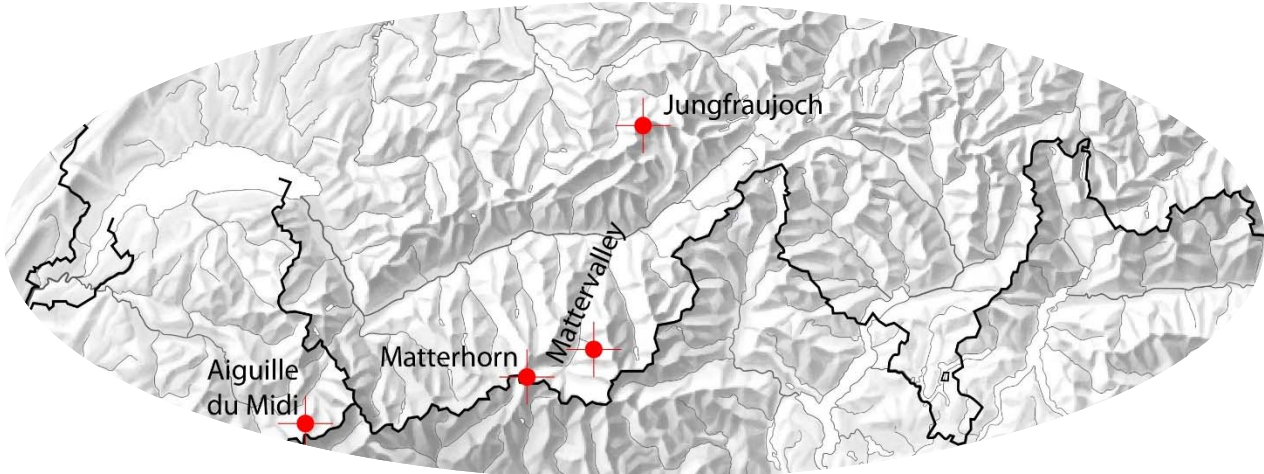 Jungfraujoch
Mattervalley
Matterhorn
Aiguille
du Midi